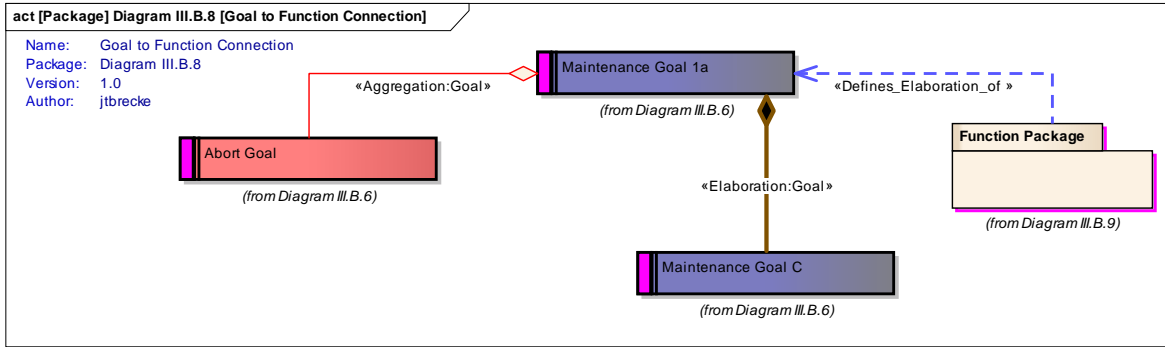 act [Package] Diagram III.B.8 [Goal to Function Connection]
Name: Goal to Function Connection
Package: Diagram III.B.8
Version: 1.0
Author: jtbrecke
Maintenance Goal 1a
(from Diagram III.B.6)
«Aggregation:Goal»
«Defines_Elaboration_of »
Abort Goal
(from Diagram III.B.6)
Function Package
(from Diagram III.B.9)
«Elaboration:Goal»
Maintenance Goal C
(from Diagram III.B.6)